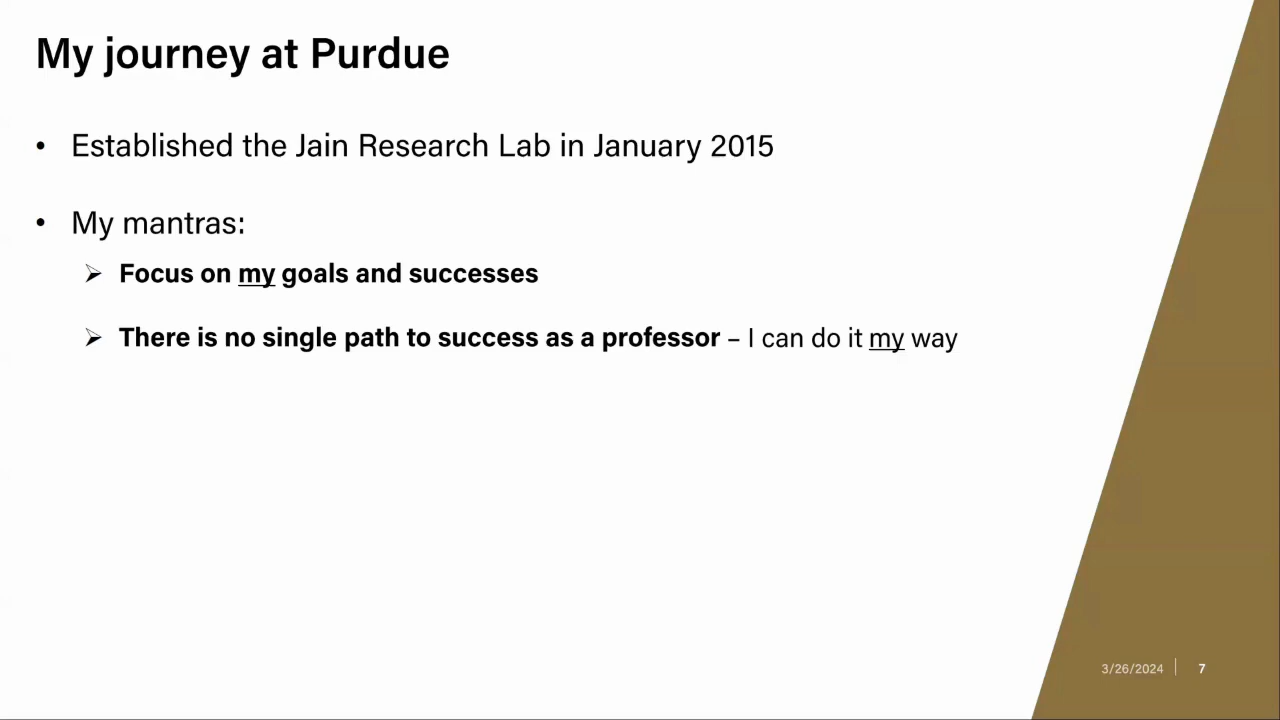 My journey at Purdue
• Established the Jain Research Lab in January 2015
• My mantras:
➢ Focus on my goals and successes
➢ There is no single path to success as a professor – I can do it my way
3/26/2024 | 7